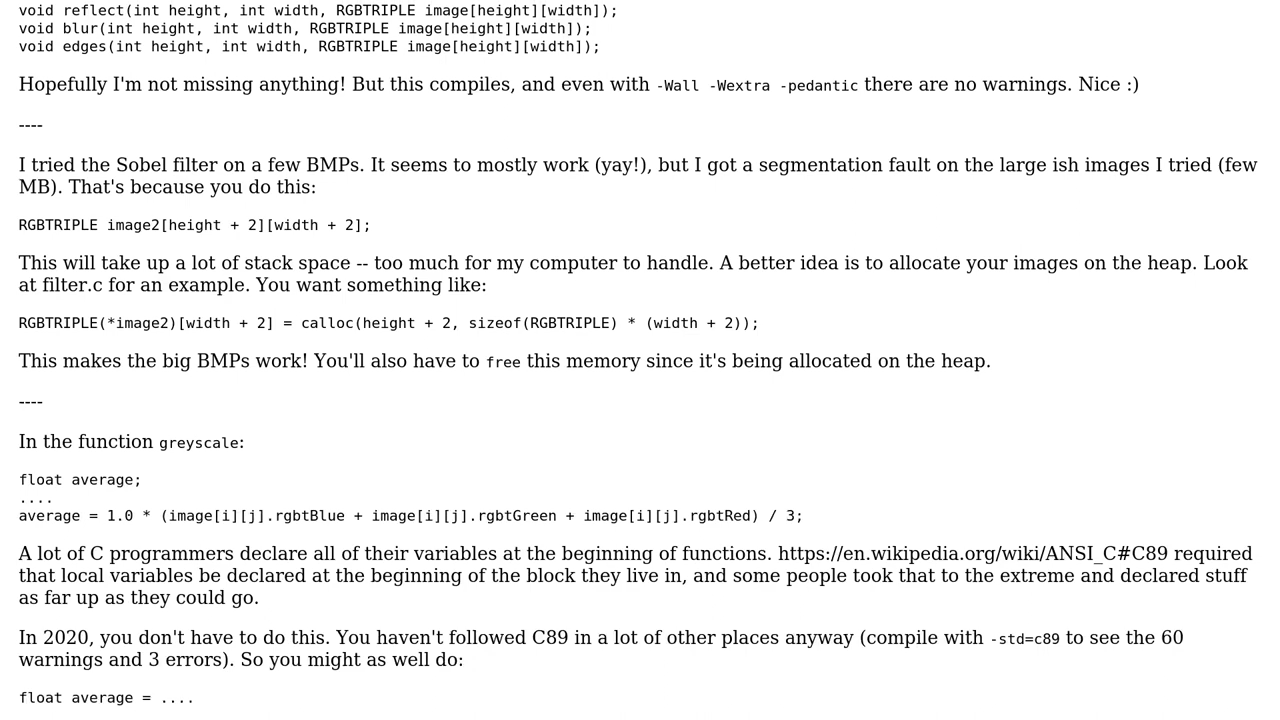 void reflect(int height, int width, RGBTRIPLE image[height][width]);
void blur(int height, int width, RGBTRIPLE image[height][width]);
void edges(int height, int width, RGBTRIPLE image[height][width]);
Hopefully I'm not missing anything! But this compiles, and even with -Wall -Wextra -pedantic there are no warnings. Nice :)
----
I tried the Sobel filter on a few BMPs. It seems to mostly work (yay!), but I got a segmentation fault on the large ish images I tried (few
MB). That's because you do this:
RGBTRIPLE image2[height + 2][width + 2];
This will take up a lot of stack space -- too much for my computer to handle. A better idea is to allocate your images on the heap. Look
at filter.c for an example. You want something like:
RGBTRIPLE(*image2)[width + 2] = calloc(height + 2, sizeof(RGBTRIPLE) * (width + 2));
This makes the big BMPs work! You'll also have to free this memory since it's being allocated on the heap.
----
In the function greyscale:
float average;
....
average = 1.0 * (image[i][j].rgbtBlue + image[i][j].rgbtGreen + image[i][j].rgbtRed) / 3;
A lot of C programmers declare all of their variables at the beginning of functions. https://en.wikipedia.org/wiki/ANSI_C#C89 required
that local variables be declared at the beginning of the block they live in, and some people took that to the extreme and declared stuff
as far up as they could go.
In 2020, you don't have to do this. You haven't followed C89 in a lot of other places anyway (compile with -std=c89 to see the 60
warnings and 3 errors). So you might as well do:
float average = ....